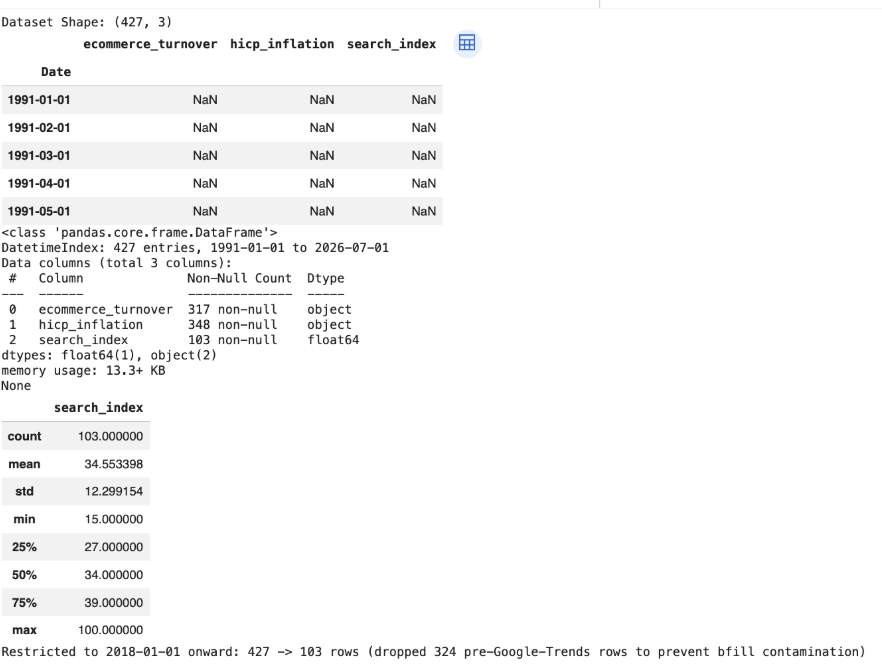 Dataset Shape: (427, 3)
ecommerce_turnover hicp_inflation search_index
Date
1991-01-01 NaN NaN NaN
1991-02-01 NaN NaN NaN
1991-03-01 NaN NaN NaN
1991-04-01 NaN NaN NaN
1991-05-01 NaN NaN NaN
<class 'pandas.core.frame.DataFrame'>
DatetimeIndex: 427 entries, 1991-01-01 to 2026-07-01
Data columns (total 3 columns):
# Column Non-Null Count Dtype
--- ------ -------------- -----
0 ecommerce_turnover 317 non-null object
1 hicp_inflation 348 non-null object
2 search_index 103 non-null float64
dtypes: float64(1), object(2)
memory usage: 13.3+ KB
None
search_index
count 103.000000
mean 34.553398
std 12.299154
min 15.000000
25% 27.000000
50% 34.000000
75% 39.000000
max 100.000000
Restricted to 2018-01-01 onward: 427 -> 103 rows (dropped 324 pre-Google-Trends rows to prevent bfill contamination)